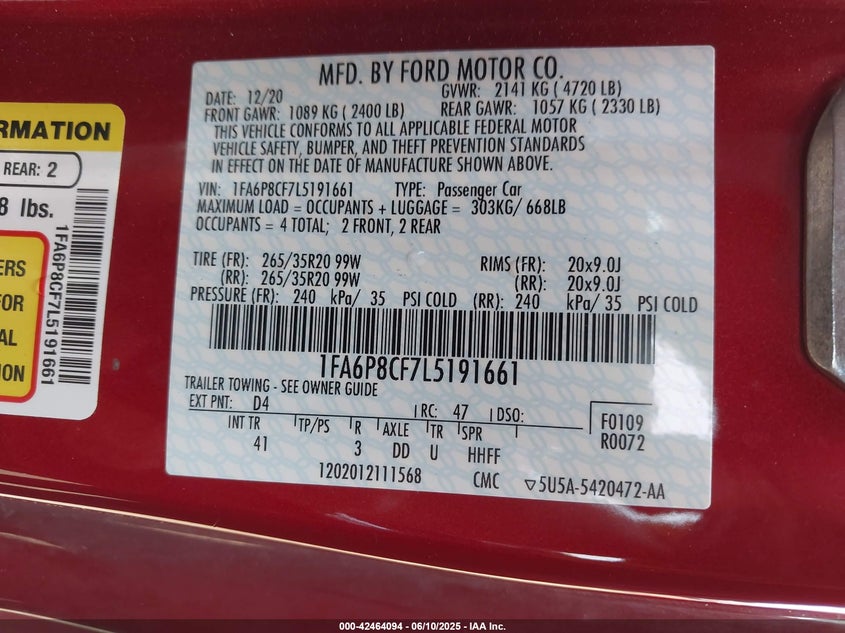 RMATION
REAR: 2
8 lbs.
ERS
FOR
AL
ION
1FA6P8CF7L5191661
MFD. BY FORD MOTOR CO.
DATE: 12/20 GVWR: 2141 KG ( 4720 LB)
FRONT GAWR: 1089 KG ( 2400 LB) REAR GAWR: 1057 KG ( 2330 LB)
THIS VEHICLE CONFORMS TO ALL APPLICABLE FEDERAL MOTOR
VEHICLE SAFETY, BUMPER, AND THEFT PREVENTION STANDARDS
IN EFFECT ON THE DATE OF MANUFACTURE SHOWN ABOVE.
VIN: 1FA6P8CF7L5191661 TYPE: Passenger Car
MAXIMUM LOAD = OCCUPANTS + LUGGAGE = 303KG/ 668LB
OCCUPANTS = 4 TOTAL; 2 FRONT, 2 REAR
TIRE (FR): 265/35R20 99W RIMS (FR): 20x9.0J
(RR): 265/35R20 99W (RR): 20x9.0J
PRESSURE (FR): 240 kPa/ 35 PSI COLD (RR): 240 kPa/ 35 PSI COLD
1FA6P8CF7L5191661
TRAILER TOWING - SEE OWNER GUIDE
EXT PNT: D4 RC: 47 DSO: F0109
INT TR TP/PS R AXLE TR SPR R0072
41 3 DD U HHFF
1202012111568 CMC ▽5U5A-5420472-AA
000-42464094 - 06/10/2025 - IAA Inc.